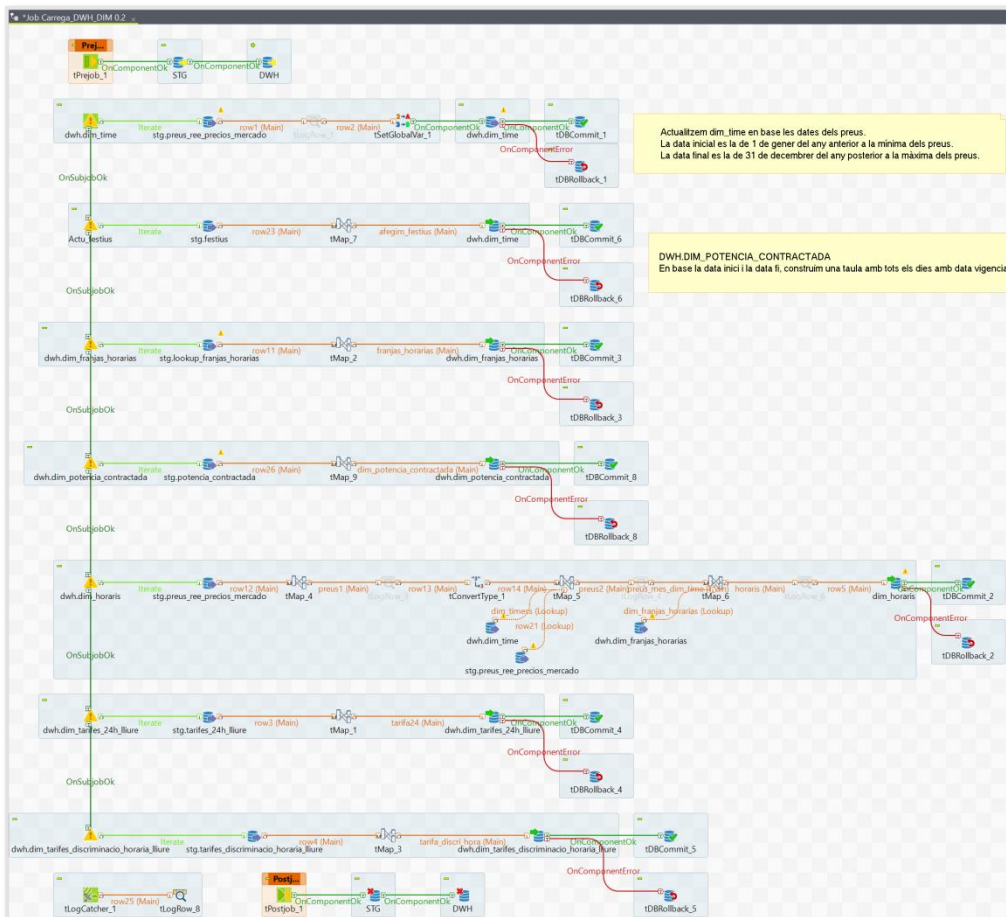 *Job Carrega_DWH_DIM 0.2
Prej...
OnComponentOk
OnComponentOk
tPrejob_1
STG
DWH
Iterate
row1 (Main)
row2 (Main)
OnComponentOk
OnComponentOk
dwh.dim_time
stg.preus_ree_precios_mercado
tLogRow_1
tSetGlobalVar_1
dwh.dim_time
tDBCommit_1
OnComponentError
tDBRollback_1
Actualitzem dim_time en base les dates dels preus.
La data inicial es la de 1 de gener del any anterior a la mínima dels preus.
La data final es la de 31 de decembrer del any posterior a la màxima dels preus.
OnSubjobOk
Iterate
row23 (Main)
afegim_festius (Main)
OnComponentOk
Actu_festius
stg.festius
tMap_7
dwh.dim_time
tDBCommit_6
OnComponentError
tDBRollback_6
DWH.DIM_POTENCIA_CONTRACTADA
En base la data inici i la data fi, construim una taula amb tots els dies amb data vigencia
OnSubjobOk
Iterate
row11 (Main)
franjas_horarias (Main)
OnComponentOk
dwh.dim_franjas_horarias
stg.lookup_franjas_horarias
tMap_2
dwh.dim_franjas_horarias
tDBCommit_3
OnComponentError
OnSubjobOk
tDBRollback_3
Iterate
row26 (Main)
dim_potencia_contractada (Main)
OnComponentOk
dwh.dim_potencia_contractada
stg.potencia_contractada
tMap_9
dwh.dim_potencia_contractada
tDBCommit_8
OnComponentError
OnSubjobOk
tDBRollback_8
Iterate
row12 (Main)
preus1 (Main)
row13 (Main)
row14 (Main)
preus2 (Main)
preus_mes_dim_time
horaris (Main)
row5 (Main)
OnComponentOk
dwh.dim_horaris
stg.preus_ree_precios_mercado
tMap_4
tConvertType_1
tMap_5
tMap_6
tLogRow_6
dim_horaris
tDBCommit_2
dim_timers (Lookup)
row21 (Lookup)
dim_franjas_horarias (Lookup)
OnComponentError
dwh.dim_time
dwh.dim_franjas_horarias
OnSubjobOk
stg.preus_ree_precios_mercado
tDBRollback_2
Iterate
row3 (Main)
tarifa24 (Main)
OnComponentOk
dwh.dim_tarifes_24h_lliure
stg.tarifes_24h_lliure
tMap_1
dwh.dim_tarifes_24h_lliure
tDBCommit_4
OnComponentError
OnSubjobOk
tDBRollback_4
Iterate
row4 (Main)
tarifa_discri_hora (Main)
OnComponentOk
dwh.dim_tarifes_discriminacio_horaria_lliure
stg.tarifes_discriminacio_horaria_lliure
tMap_3
dwh.dim_tarifes_discriminacio_horaria_lliure
tDBCommit_5
OnComponentError
tDBRollback_5
row25 (Main)
tLogCatcher_1
tLogRow_8
Postj...
OnComponentOk
OnComponentOk
tPostjob_1
STG
DWH